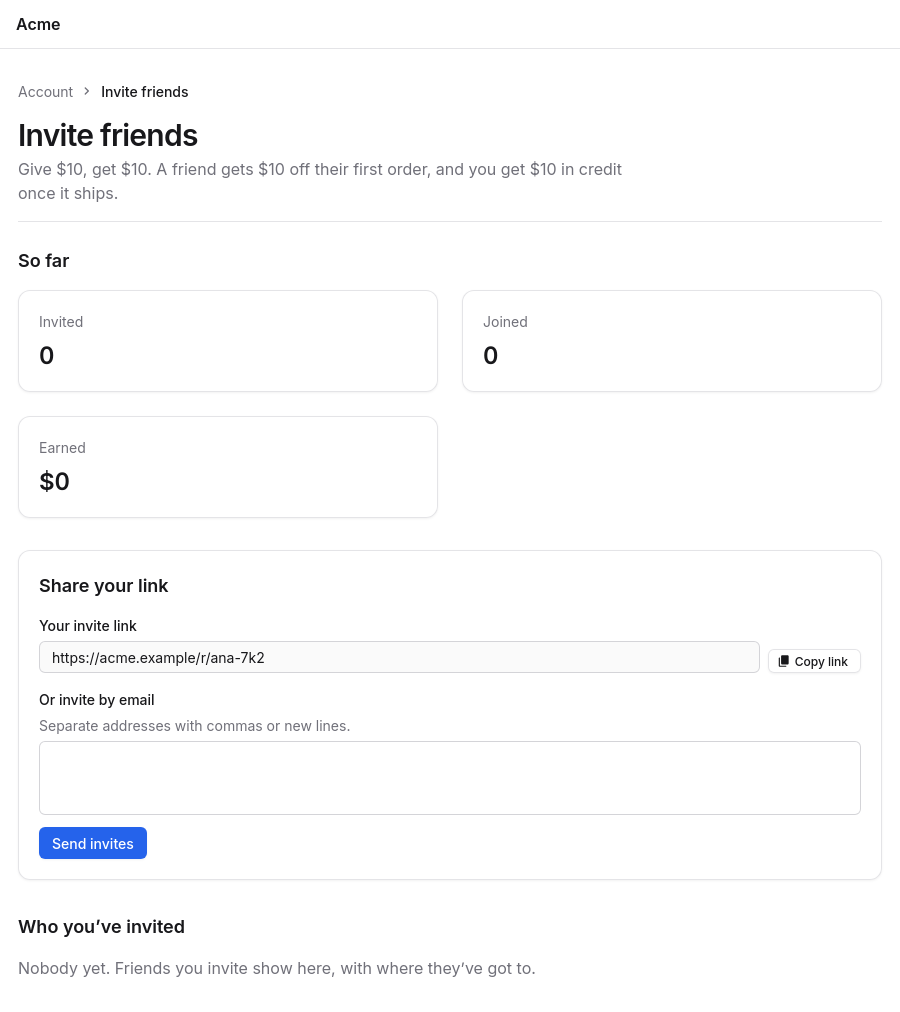 Acme
Account
Invite friends
Invite friends
Give $10, get $10. A friend gets $10 off their first order, and you get $10 in credit
once it ships.
So far
Invited
0
Joined
0
Earned
$0
Share your link
Your invite link
https://acme.example/r/ana-7k2
Copy link
Or invite by email
Separate addresses with commas or new lines.
Send invites
Who you’ve invited
Nobody yet. Friends you invite show here, with where they’ve got to.